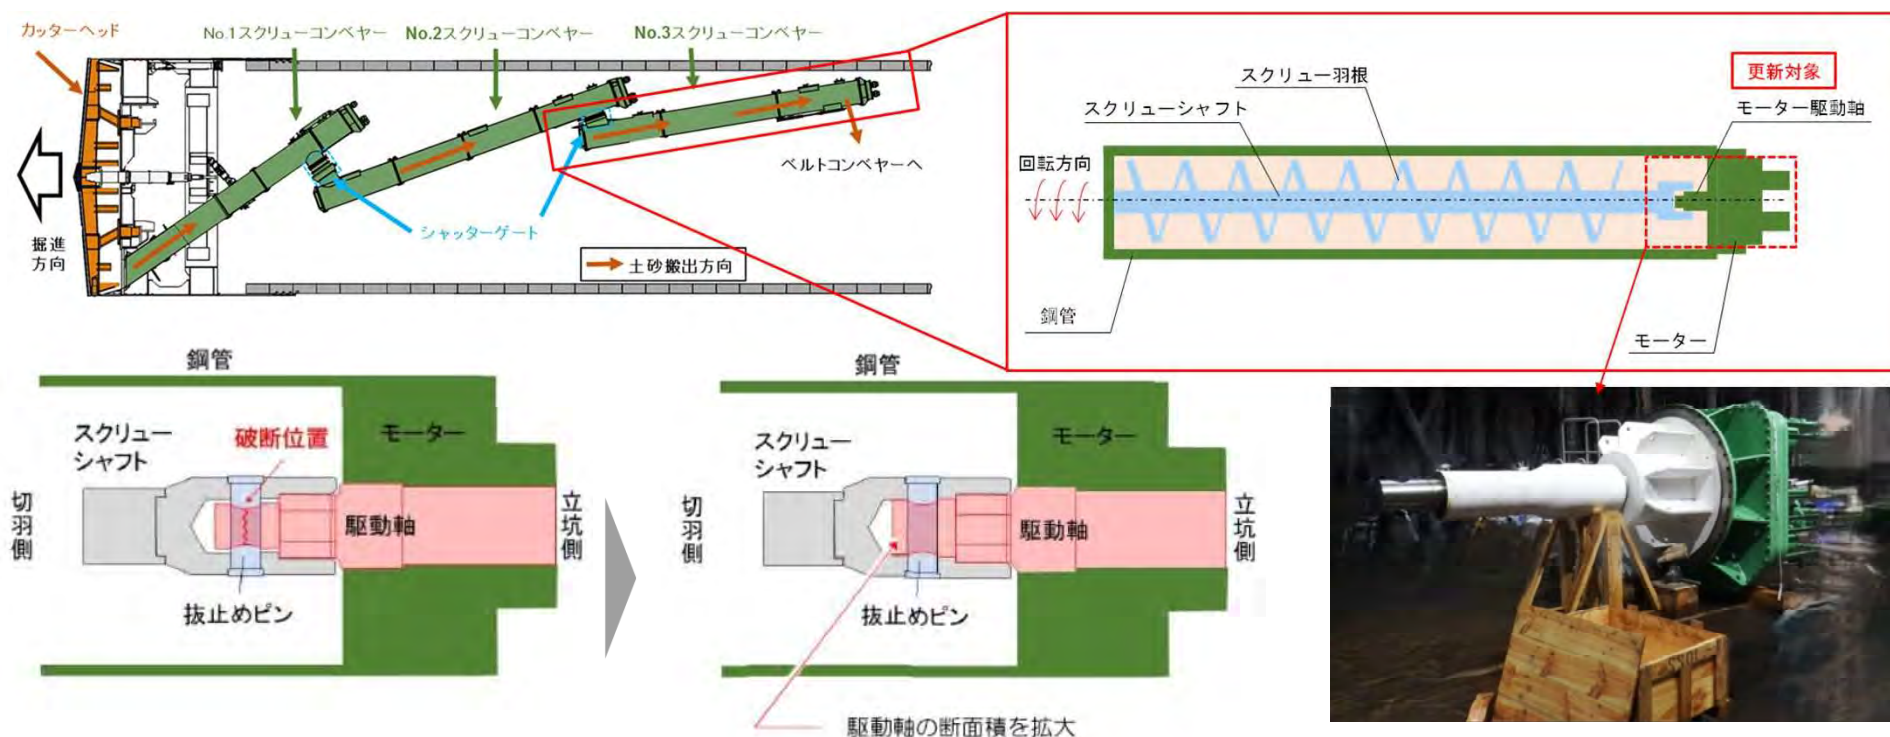 カッターヘッド
No.1スクリューコンベヤー
No.2スクリューコンベヤー
No.3スクリューコンベヤー
掘進
方向
シャッターゲート
ベルトコンベヤーへ
土砂搬出方向
更新対象
スクリュー羽根
スクリューシャフト
モーター駆動軸
回転方向
鋼管
モーター
鋼管
スクリュー
シャフト
破断位置
モーター
切羽側
駆動軸
立坑側
抜止めピン
鋼管
スクリュー
シャフト
モーター
切羽側
駆動軸
立坑側
抜止めピン
駆動軸の断面積を拡大